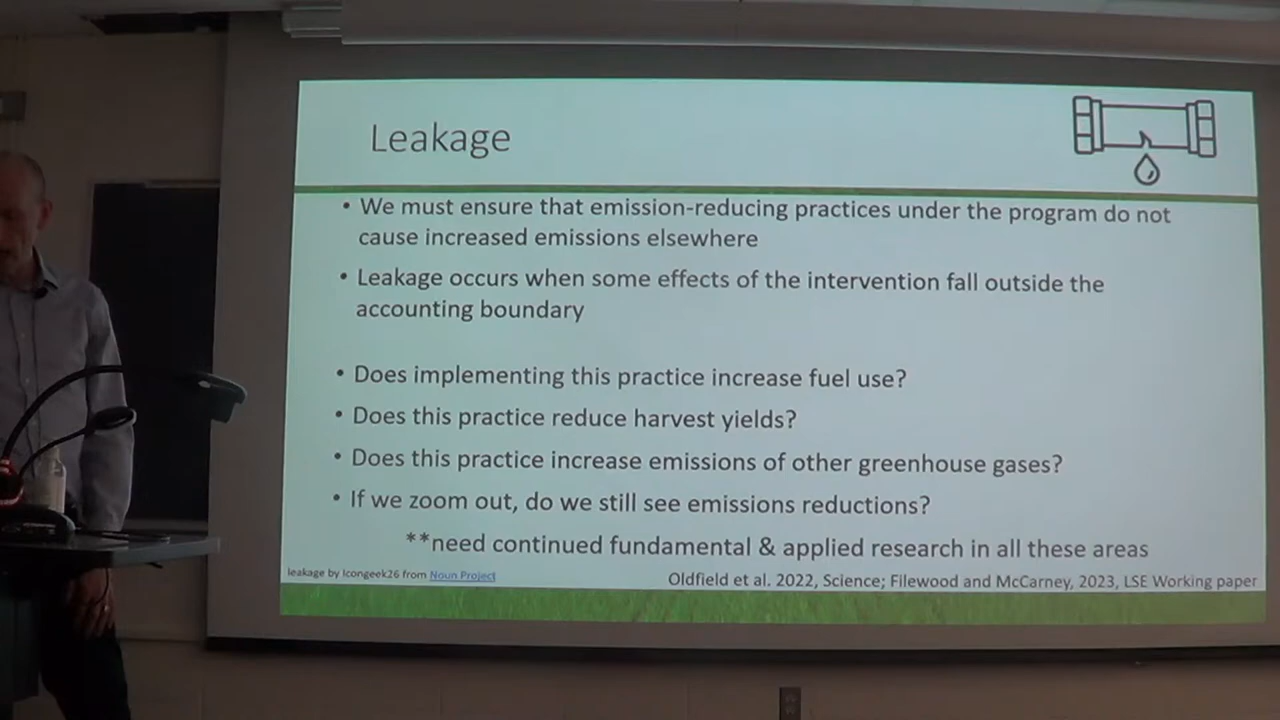 Leakage
• We must ensure that emission-reducing practices under the program do not
cause increased emissions elsewhere
• Leakage occurs when some effects of the intervention fall outside the
accounting boundary
• Does implementing this practice increase fuel use?
• Does this practice reduce harvest yields?
• Does this practice increase emissions of other greenhouse gases?
• If we zoom out, do we still see emissions reductions?
**need continued fundamental & applied research in all these areas
leakage by Icongeek26 from Noun Project
Oldfield et al. 2022, Science; Filewood and McCarney, 2023, LSE Working paper